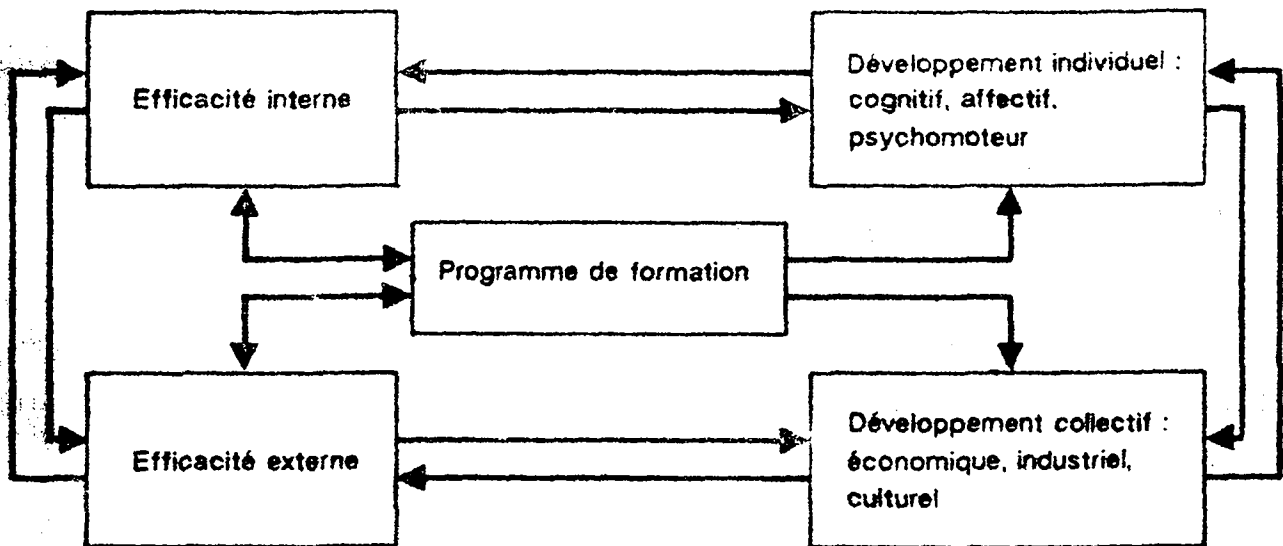 Efficacité interne
Développement individuel :
cognitif, affectif.
psychomoteur
Programme de formation
Efficacité externe
Développement collectif :
économique, industriel,
culturel